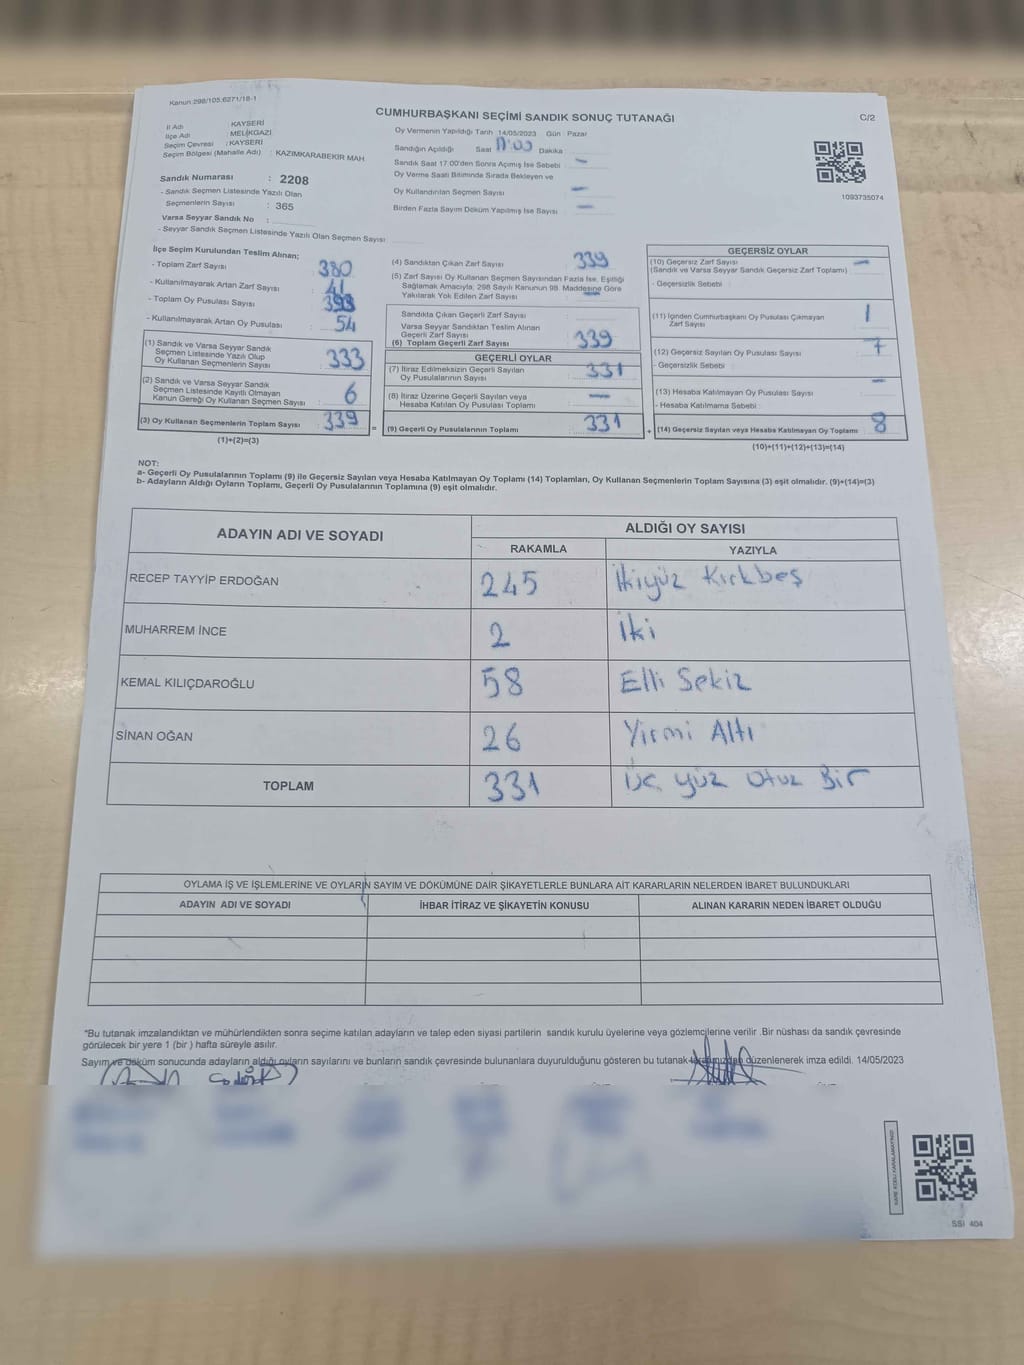 Kanun:298/105:6271/18-1
CUMHURBAŞKANI SEÇİMİ SANDIK SONUÇ TUTANAĞI
C/2
İl Adı : KAYSERİ
İlçe Adı : MELİKGAZİ
Seçim Çevresi : KAYSERİ
Seçim Bölgesi (Mahalle Adı) : KAZIMKARABEKIR MAH
Sandık Numarası : 2208
- Sandık Seçmen Listesinde Yazılı Olan
Seçmenlerin Sayısı : 365
Varsa Seyyar Sandık No :
- Seyyar Sandık Seçmen Listesinde Yazılı Olan Seçmen Sayısı
Oy Vermenin Yapıldığı Tarih 14/05/2023 Gün Pazar
Sandığın Açıldığı Saat 17:00 Dakika
Sandık Saat 17.00'den Sonra Açımış İse Sebebi —
Oy Verme Saati Bitiminde Sırada Bekleyen ve
Oy Kullandırılan Seçmen Sayısı —
Birden Fazla Sayım Döküm Yapılmış İse Sayısı —
1093735074
İlçe Seçim Kurulundan Teslim Alınan;
- Toplam Zarf Sayısı 380
- Kullanılmayarak Artan Zarf Sayısı 41
- Toplam Oy Pusulası Sayısı 393
- Kullanılmayarak Artan Oy Pusulası 54
(1) Sandık ve Varsa Seyyar Sandık
Seçmen Listesinde Yazılı Olup
Oy Kullanan Seçmenlerin Sayısı 333
(2) Sandık ve Varsa Seyyar Sandık
Seçmen Listesinde Kayıtlı Olmayan
Kanun Gereği Oy Kullanan Seçmen Sayısı 6
(3) Oy Kullanan Seçmenlerin Toplam Sayısı 339 =
(1)+(2)=(3)
(4) Sandıktan Çıkan Zarf Sayısı 339
(5) Zarf Sayısı Oy Kullanan Seçmen Sayısından Fazla İse, Eşitliği
Sağlamak Amacıyla, 298 Sayılı Kanunun 98. Maddesine Göre
Yakılarak Yok Edilen Zarf Sayısı —
Sandıkta Çıkan Geçerli Zarf Sayısı
Varsa Seyyar Sandıktan Teslim Alınan
Geçerli Zarf Sayısı
(6) Toplam Geçerli Zarf Sayısı 339
GEÇERLİ OYLAR
(7) İtiraz Edilmeksizin Geçerli Sayılan
Oy Pusulalarının Sayısı 331
(8) İtiraz Üzerine Geçerli Sayılan veya
Hesaba Katılan Oy Pusulası Toplamı —
(9) Geçerli Oy Pusulalarının Toplamı 331 +
GEÇERSİZ OYLAR
(10) Geçersiz Zarf Sayısı —
(Sandık ve Varsa Seyyar Sandık Geçersiz Zarf Toplamı)
- Geçersizlik Sebebi :
(11) İçinden Cumhurbaşkanı Oy Pusulası Çıkmayan
Zarf Sayısı 1
(12) Geçersiz Sayılan Oy Pusulası Sayısı 7
- Geçersizlik Sebebi :
(13) Hesaba Katılmayan Oy Pusulası Sayısı —
- Hesaba Katılmama Sebebi :
(14) Geçersiz Sayılan veya Hesaba Katılmayan Oy Toplamı 8
(10)+(11)+(12)+(13)=(14)
NOT:
a- Geçerli Oy Pusulalarının Toplamı (9) ile Geçersiz Sayılan veya Hesaba Katılmayan Oy Toplamı (14) Toplamları, Oy Kullanan Seçmenlerin Toplam Sayısına (3) eşit olmalıdır. (9)+(14)=(3)
b- Adayların Aldığı Oyların Toplamı, Geçerli Oy Pusulalarının Toplamına (9) eşit olmalıdır.
ADAYIN ADI VE SOYADI ALDIĞI OY SAYISI
RAKAMLA YAZIYLA
RECEP TAYYİP ERDOĞAN 245 İkiyüz Kırkbeş
MUHARREM İNCE 2 İki
KEMAL KILIÇDAROĞLU 58 Elli Sekiz
SİNAN OĞAN 26 Yirmi Altı
TOPLAM 331 Üç yüz otuz Bir
OYLAMA İŞ VE İŞLEMLERİNE VE OYLARIN SAYIM VE DÖKÜMÜNE DAİR ŞİKAYETLERLE BUNLARA AİT KARARLARIN NELERDEN İBARET BULUNDUKLARI
ADAYIN ADI VE SOYADI İHBAR İTİRAZ VE ŞİKAYETİN KONUSU ALINAN KARARIN NEDEN İBARET OLDUĞU
*Bu tutanak imzalandıktan ve mühürlendikten sonra seçime katılan adayların ve talep eden siyasi partilerin sandık kurulu üyelerine veya gözlemcilerine verilir .Bir nüshası da sandık çevresinde
görülecek bir yere 1 (bir ) hafta süreyle asılır.
Sayım ve döküm sonucunda adayların aldığı oyların sayılarını ve bunların sandık çevresinde bulunanlara duyurulduğunu gösteren bu tutanak tarafımızdan düzenlenerek imza edildi. 14/05/2023
KARE KODU KARALAMAYINIZ!
SSI 404